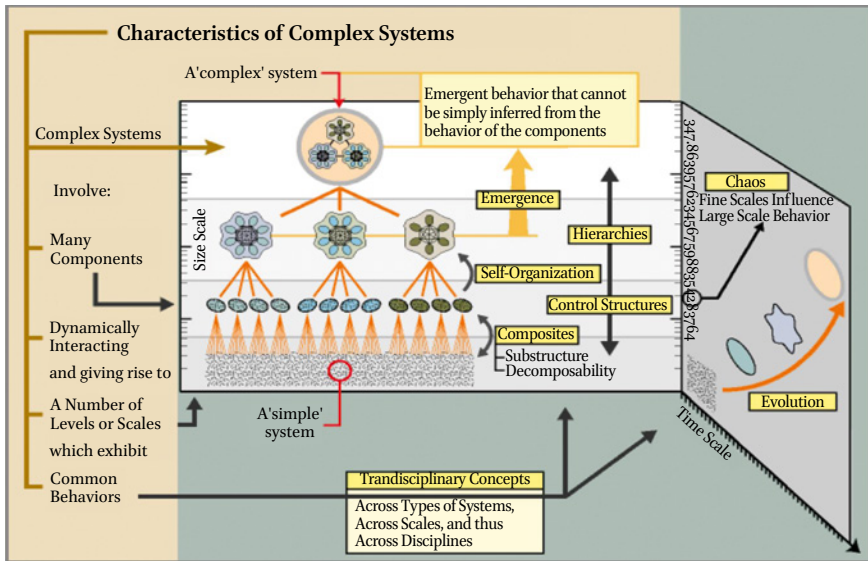 Characteristics of Complex Systems
A'complex' system
Emergent behavior that cannot
be simply inferred from the
behavior of the components
Complex Systems
Involve:
Many
Components
Dynamically
Interacting
and giving rise to
A Number of
Levels or Scales
which exhibit
Common
Behaviors
Size Scale
Emergence
Hierarchies
Self-Organization
Control Structures
Composites
Substructure
Decomposability
A'simple'
system
Trandisciplinary Concepts
Across Types of Systems,
Across Scales, and thus
Across Disciplines
Chaos
Fine Scales Influence
Large Scale Behavior
Evolution
Time Scale